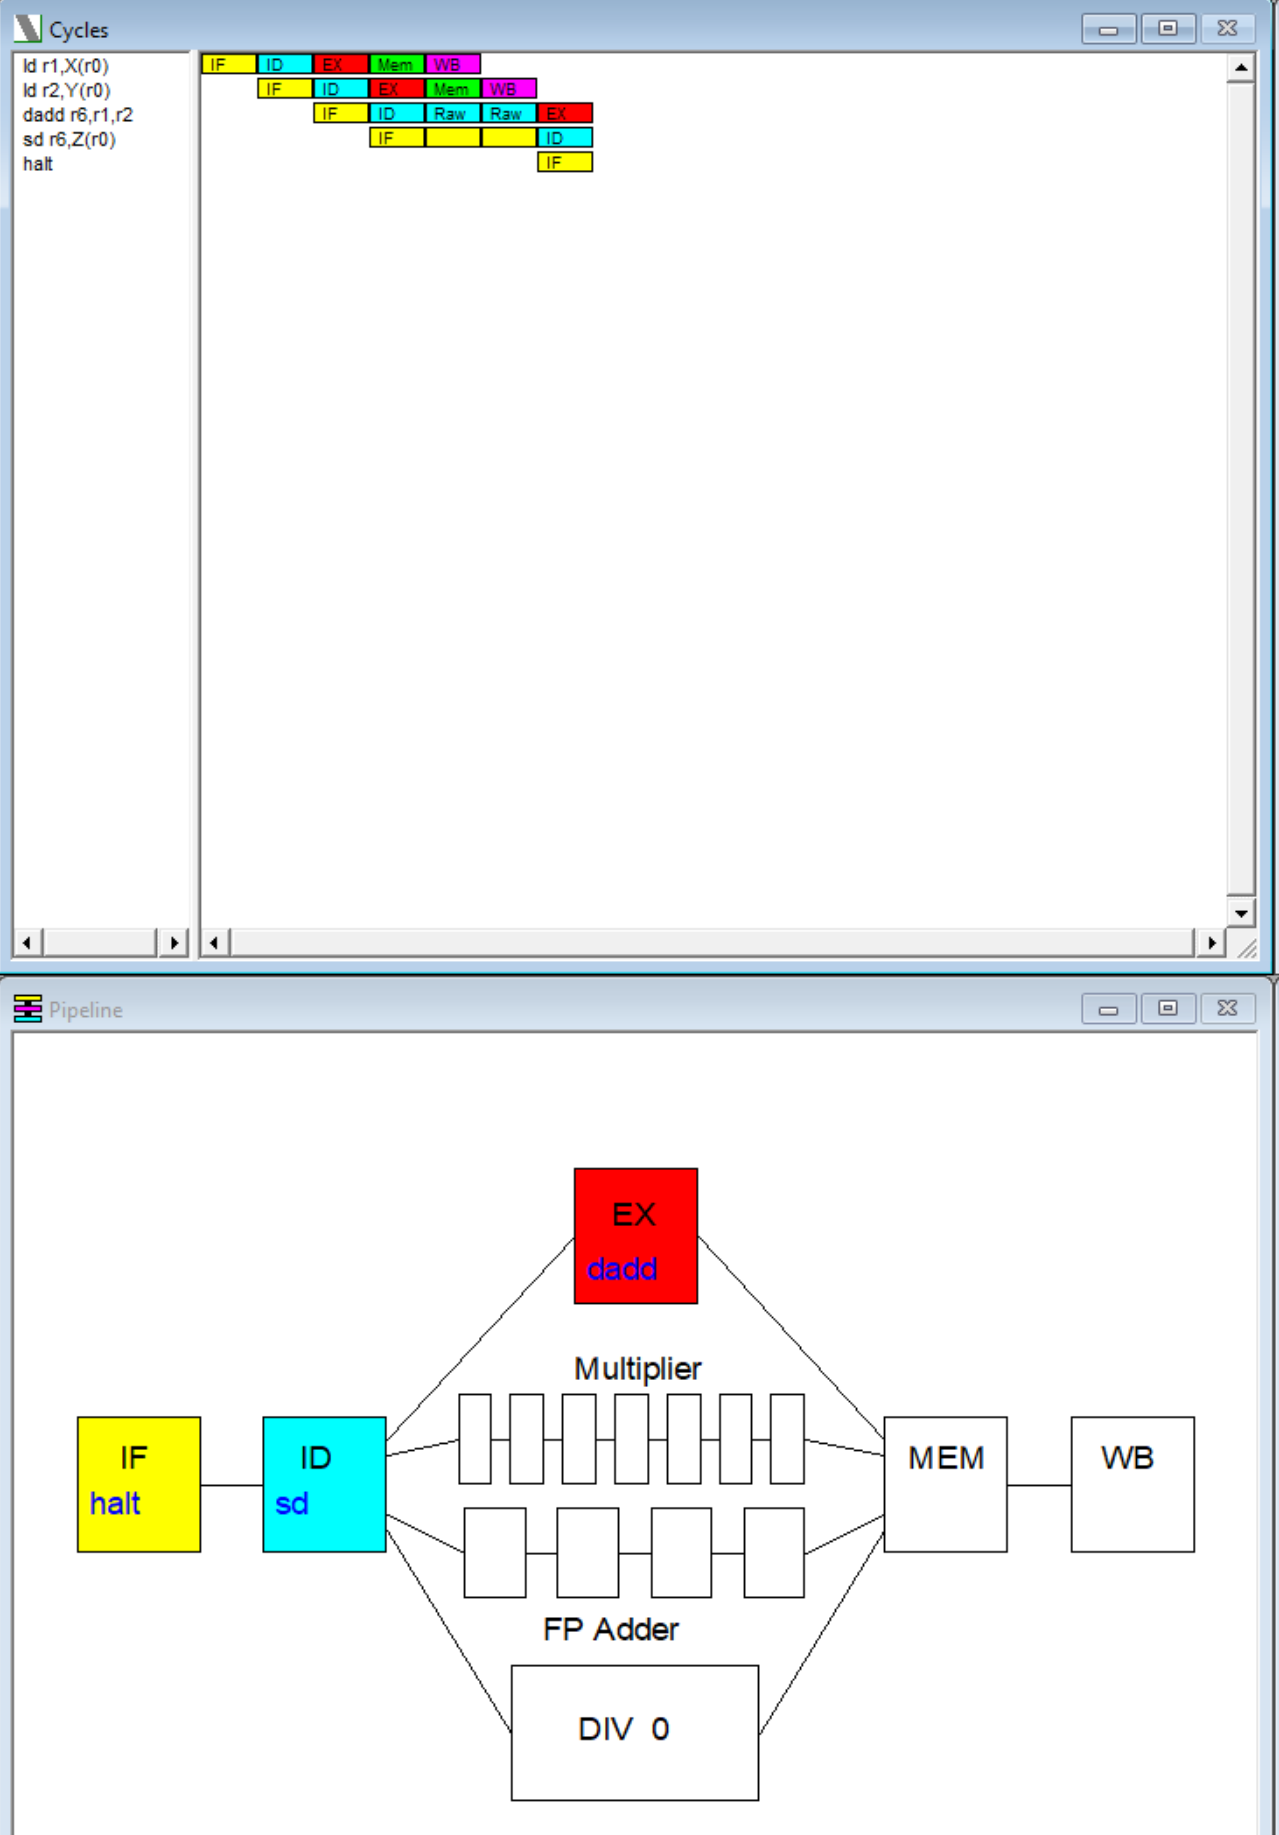 Cycles
ld r1,X(r0) IF ID EX Mem WB
ld r2,Y(r0) IF ID EX Mem WB
dadd r6,r1,r2 IF ID Raw Raw EX
sd r6,Z(r0) IF ID
halt IF
Pipeline
EX
dadd
Multiplier
IF ID MEM WB
halt sd
FP Adder
DIV 0